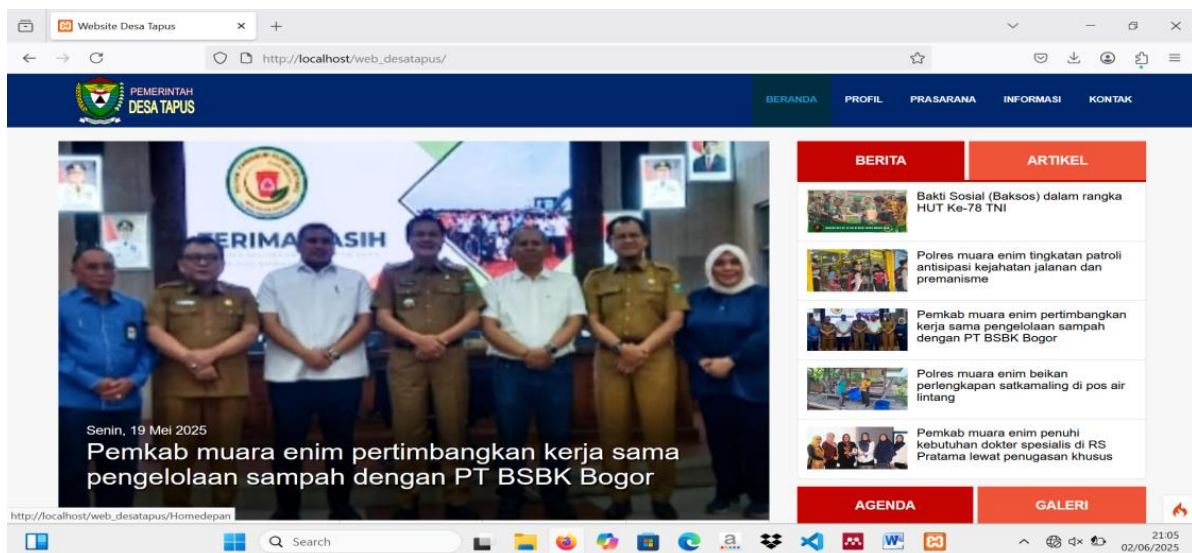 Website Desa Tapus
http://localhost/web_desatapus/
PEMERINTAH
DESA TAPUS
BERANDA
PROFIL
PRASARANA
INFORMASI
KONTAK
ERIMA ASIH
Senin, 19 Mei 2025
Pemkab muara enim pertimbangkan kerja sama
pengelolaan sampah dengan PT BSBK Bogor
BERITA
ARTIKEL
Bakti Sosial (Baksos) dalam rangka
HUT Ke-78 TNI
Polres muara enim tingkatan patroli
antisipasi kejahatan jalanan dan
premanisme
Pemkab muara enim pertimbangkan
kerja sama pengelolaan sampah
dengan PT BSBK Bogor
Polres muara enim beikan
perlengkapan satkamaling di pos air
lintang
Pemkab muara enim penuhi
kebutuhan dokter spesialis di RS
Pratama lewat penugasan khusus
AGENDA
GALERI
http://localhost/web_desatapus/Homedepan
Search
21:05
02/06/2025